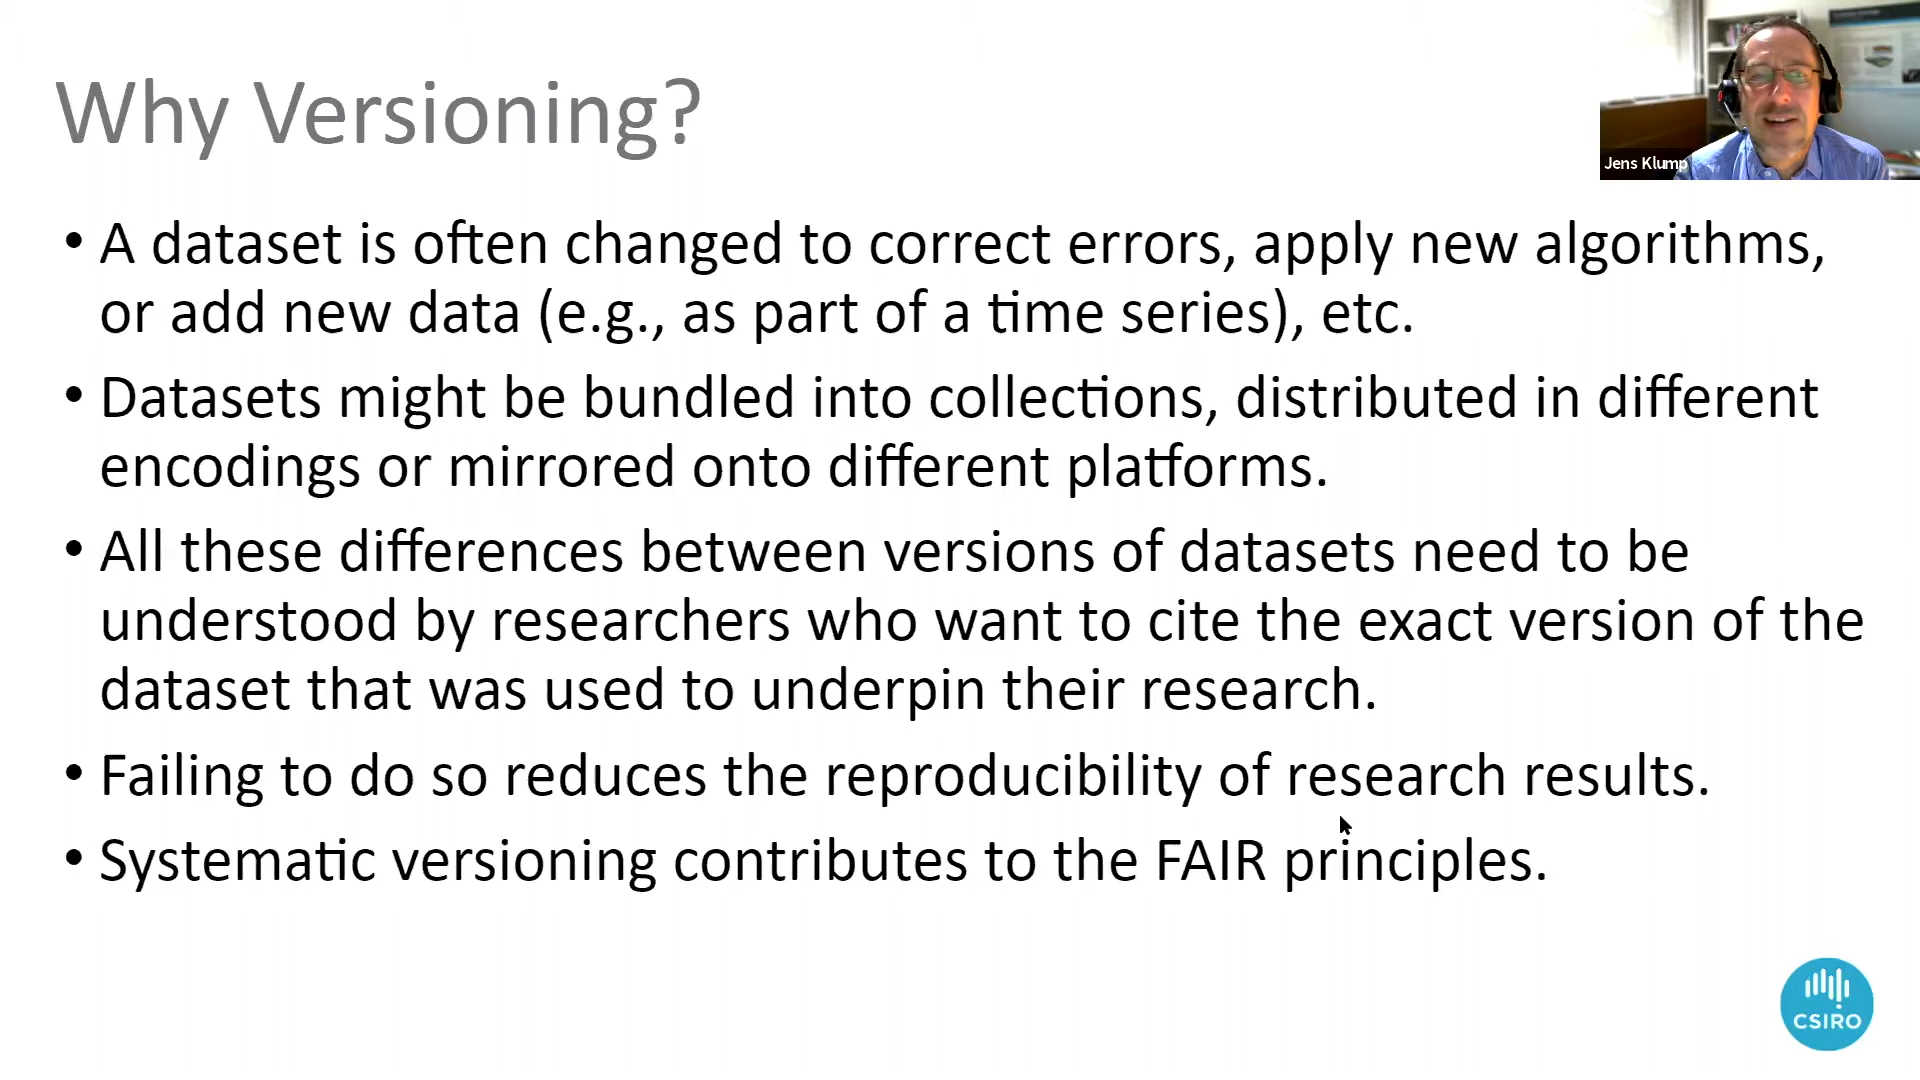 Why Versioning?
Jens Klump
• A dataset is often changed to correct errors, apply new algorithms,
or add new data (e.g., as part of a time series), etc.
• Datasets might be bundled into collections, distributed in different
encodings or mirrored onto different platforms.
• All these differences between versions of datasets need to be
understood by researchers who want to cite the exact version of the
dataset that was used to underpin their research.
• Failing to do so reduces the reproducibility of research results.
• Systematic versioning contributes to the FAIR principles.
CSIRO